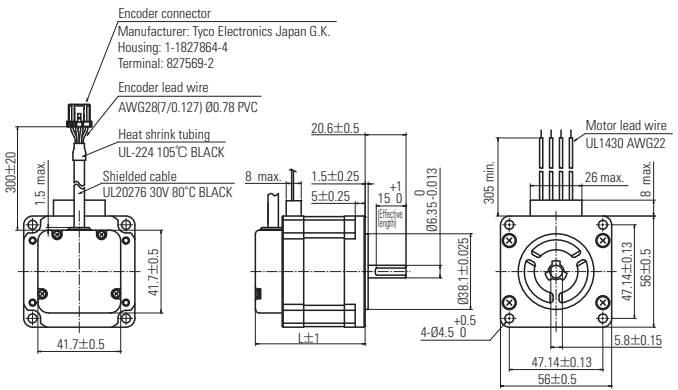 Encoder connector
Manufacturer: Tyco Electronics Japan G.K.
Housing: 1-1827864-4
Terminal: 827569-2
Encoder lead wire
AWG28(7/0.127) Ø0.78 PVC
Heat shrink tubing
UL-224 105℃ BLACK
Shielded cable
UL20276 30V 80℃ BLACK
300±20
1.5 max.
41.7±0.5
41.7±0.5
20.6±0.5
8 max.
1.5±0.25
5±0.25
+1
15 0
(Effective
length)
0
Ø6.35-0.013
Ø38.1±0.025
L±1
Motor lead wire
UL1430 AWG22
305 min.
26 max.
8 max.
47.14±0.13
56±0.5
+0.5
4-Ø4.5 0
5.8±0.15
47.14±0.13
56±0.5